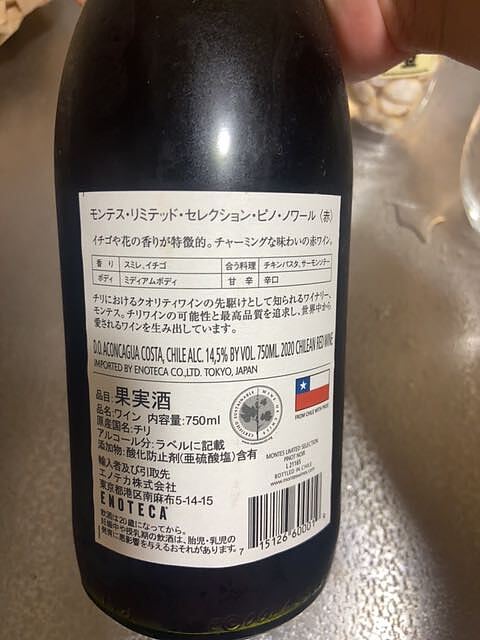 モンテス・リミテッド・セレクション・ピノ・ノワール（赤）
イチゴや花の香りが特徴的。チャーミングな味わいの赤ワイン。
香り スミレ、イチゴ 合う料理 チキンパスタ、サーモンソテー
ボディ ミディアムボディ 甘辛 辛口
チリにおけるクオリティワインの先駆けとして知られるワイナリー、
モンテス。チリワインの可能性と最高品質を追求し、世界中から
愛されるワインを生み出しています。
D.O. ACONCAGUA COSTA, CHILE ALC. 14,5% BY VOL. 750ML. 2020 CHILEAN RED WINE
IMPORTED BY ENOTECA CO.,LTD. TOKYO, JAPAN
品目: 果実酒
品名: ワイン 内容量: 750ml
原産国名: チリ
アルコール分: ラベルに記載
添加物: 酸化防止剤(亜硫酸塩)含有
輸入者及び引取先
エノテカ株式会社
東京都港区南麻布5-14-15
ENOTECA
飲酒は20歳になってから。
妊娠中や授乳期の飲酒は、胎児・乳児の
発育に悪影響を与えるおそれがあります。
FROM CHILE WITH PRIDE
MONTES LIMITED SELECTION
PINOT NOIR
L 21165
BOTTLED IN CHILE
www.monteswines.com
7 15126 60001